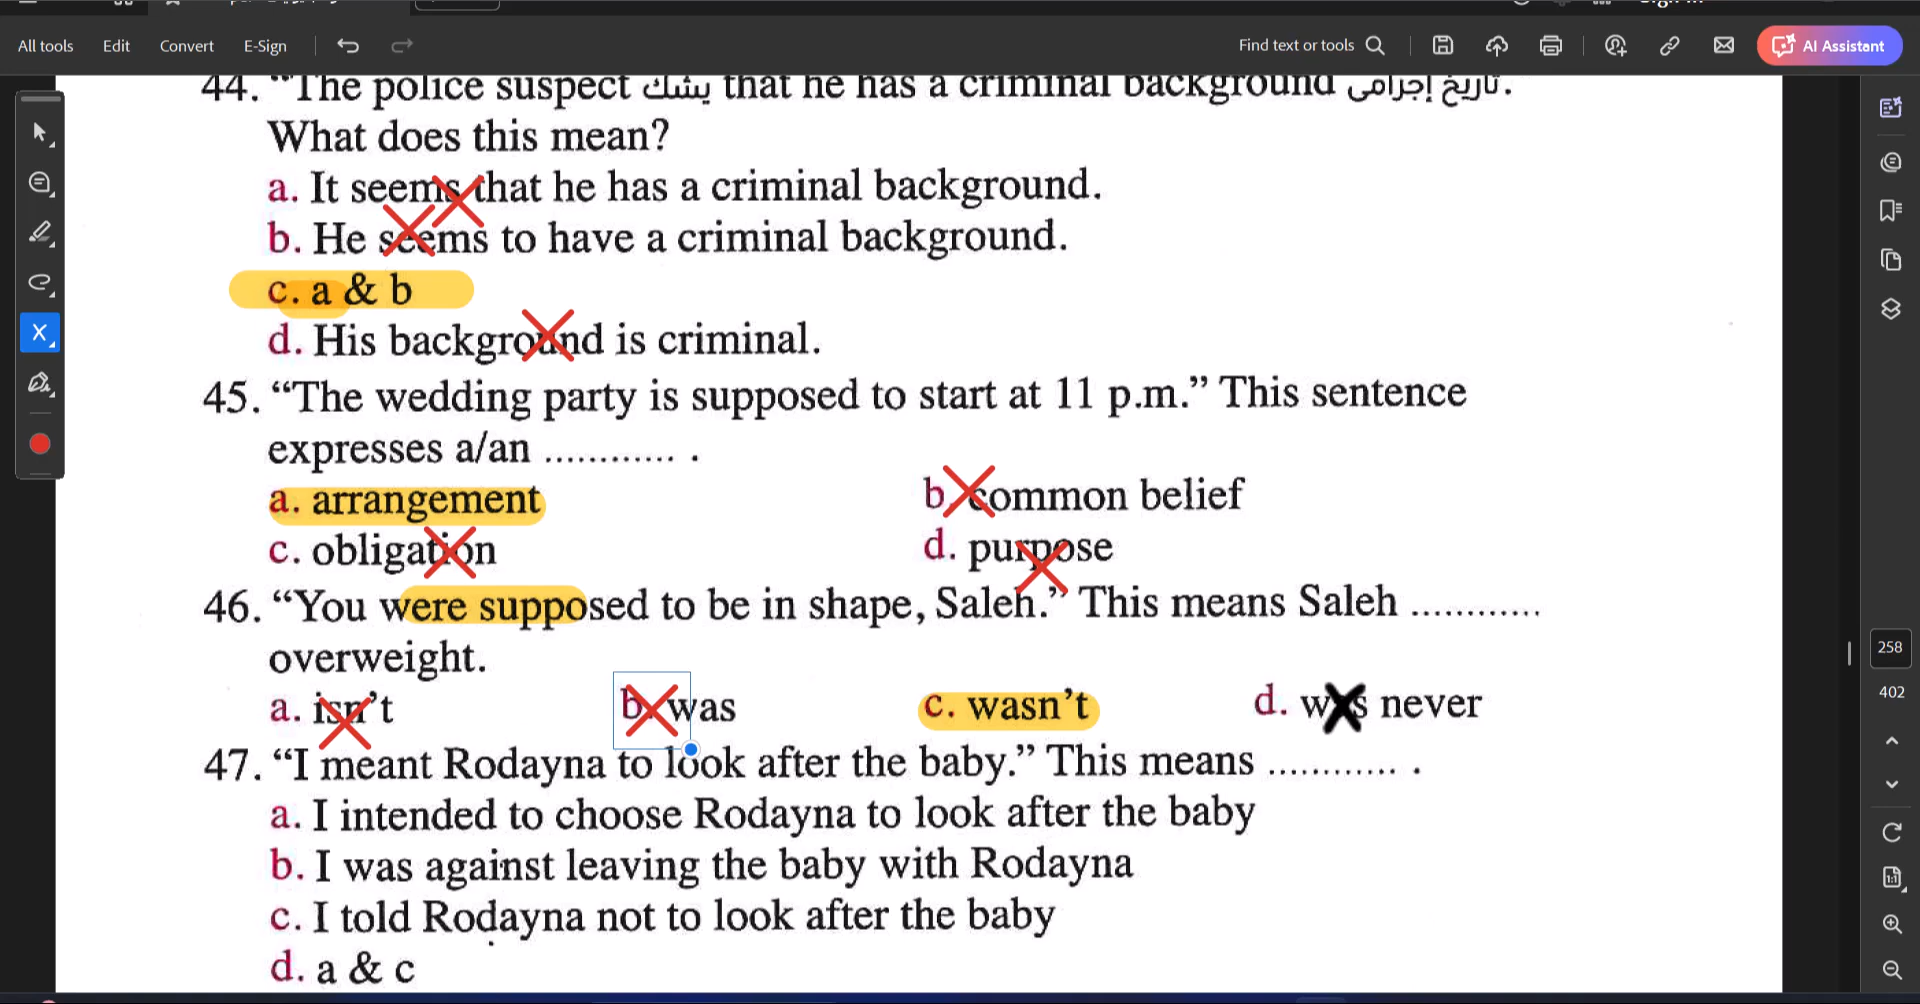 All tools Edit Convert E-Sign Find text or tools AI Assistant
44. "The police suspect يشك that he has a criminal background تاريخ إجرامى.
What does this mean?
a. It seems that he has a criminal background.
b. He seems to have a criminal background.
c. a & b
d. His background is criminal.
45. “The wedding party is supposed to start at 11 p.m.” This sentence
expresses a/an ............ .
a. arrangement b. common belief
c. obligation d. purpose
46. “You were supposed to be in shape, Saleh.” This means Saleh ............
overweight.
a. isn’t b. was c. wasn’t d. was never
47. “I meant Rodayna to look after the baby.” This means ............ .
a. I intended to choose Rodayna to look after the baby
b. I was against leaving the baby with Rodayna
c. I told Rodayna not to look after the baby
d. a & c
258
402